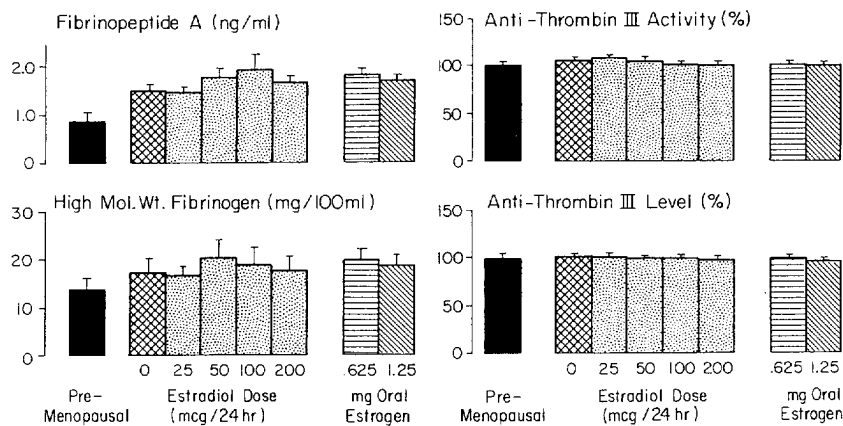 Fibrinopeptide A (ng/ml)
2.0
1.0
0
Anti-Thrombin III Activity (%)
150
100
50
0
High Mol. Wt. Fibrinogen (mg/100ml)
30
20
10
0
Anti-Thrombin III Level (%)
150
100
50
0
0 25 50 100 200 .625 1.25
Pre-Menopausal
Estradiol Dose
(mcg/24 hr)
mg Oral
Estrogen
0 25 50 100 200 .625 1.25
Pre-
Menopausal
Estradiol Dose
(mcg/24 hr)
mg Oral
Estrogen